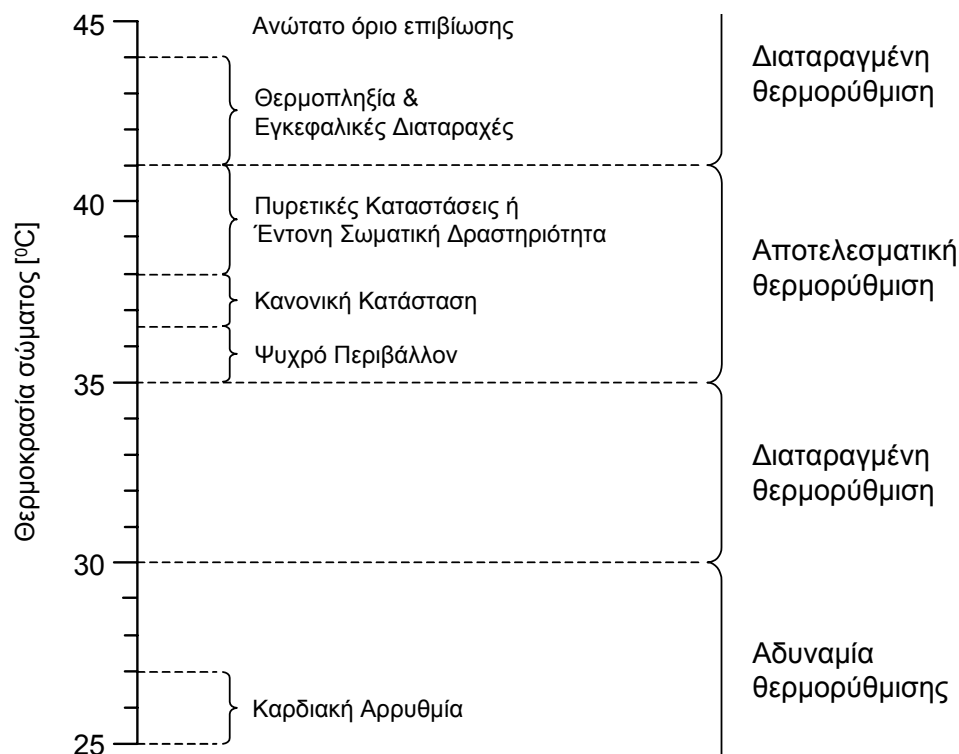 45
Ανώτατο όριο επιβίωσης
Διαταραγμένη
θερμορύθμιση
Θερμοπληξία &
Εγκεφαλικές Διαταραχές
40
Πυρετικές Καταστάσεις ή
Έντονη Σωματική Δραστηριότητα
Αποτελεσματική
θερμορύθμιση
Κανονική Κατάσταση
Ψυχρό Περιβάλλον
35
Θερμοκρασία σώματος [⁰C]
Διαταραγμένη
θερμορύθμιση
30
Αδυναμία
θερμορύθμισης
Καρδιακή Αρρυθμία
25